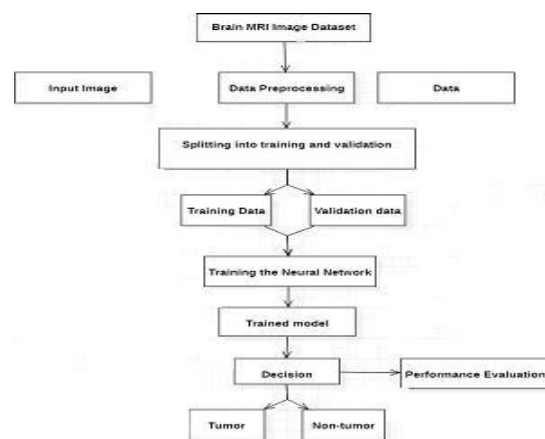 Brain MRI Image Dataset
Input Image
Data Preprocessing
Data
Splitting into training and validation
Training Data
Validation data
Training the Neural Network
Trained model
Decision
Performance Evaluation
Tumor
Non-tumor